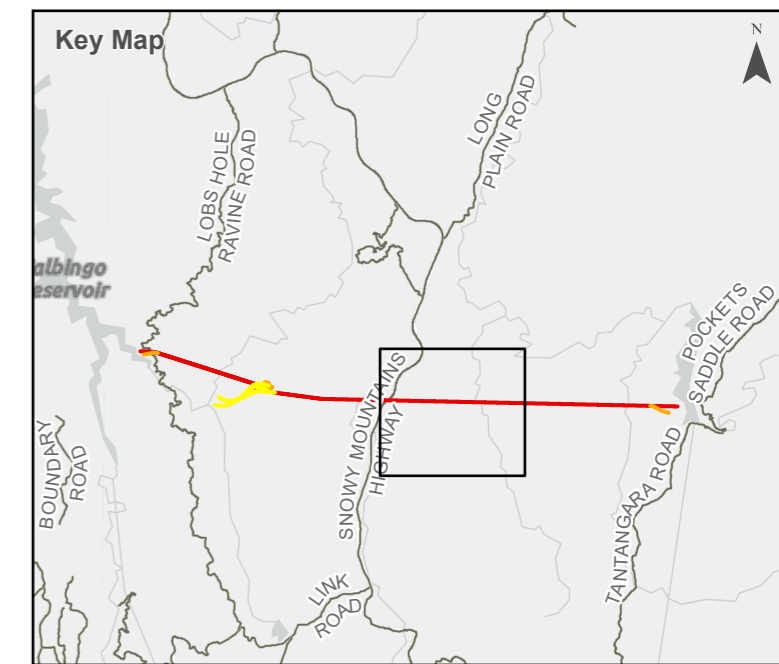 Key Map
N
LONG
PLAIN ROAD
LOBS HOLE
RAVINE ROAD
albingo
eservoir
POCKETS
SADDLE ROAD
SNOWY MOUNTAINS
HIGHWAY
BOUNDARY
ROAD
TANTANGARA ROAD
LINK
ROAD